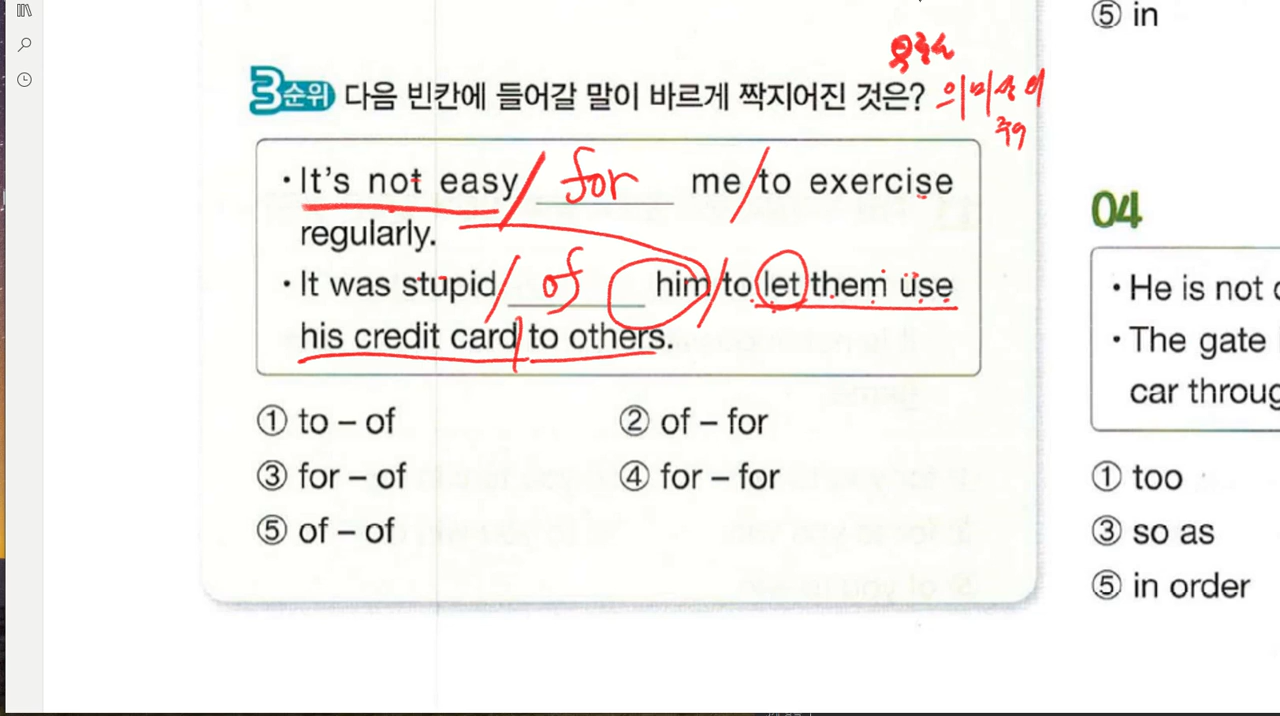 ⑤ in
3순위 다음 빈칸에 들어갈 말이 바르게 짝지어진 것은?
의미상의
주어
• It's not easy / for me / to exercise
regularly.
• It was stupid / of him / to let them use
his credit card / to others.
① to – of ② of – for
③ for – of ④ for – for
⑤ of – of
04
• He is not
• The gate
car throug
① too
③ so as
⑤ in order